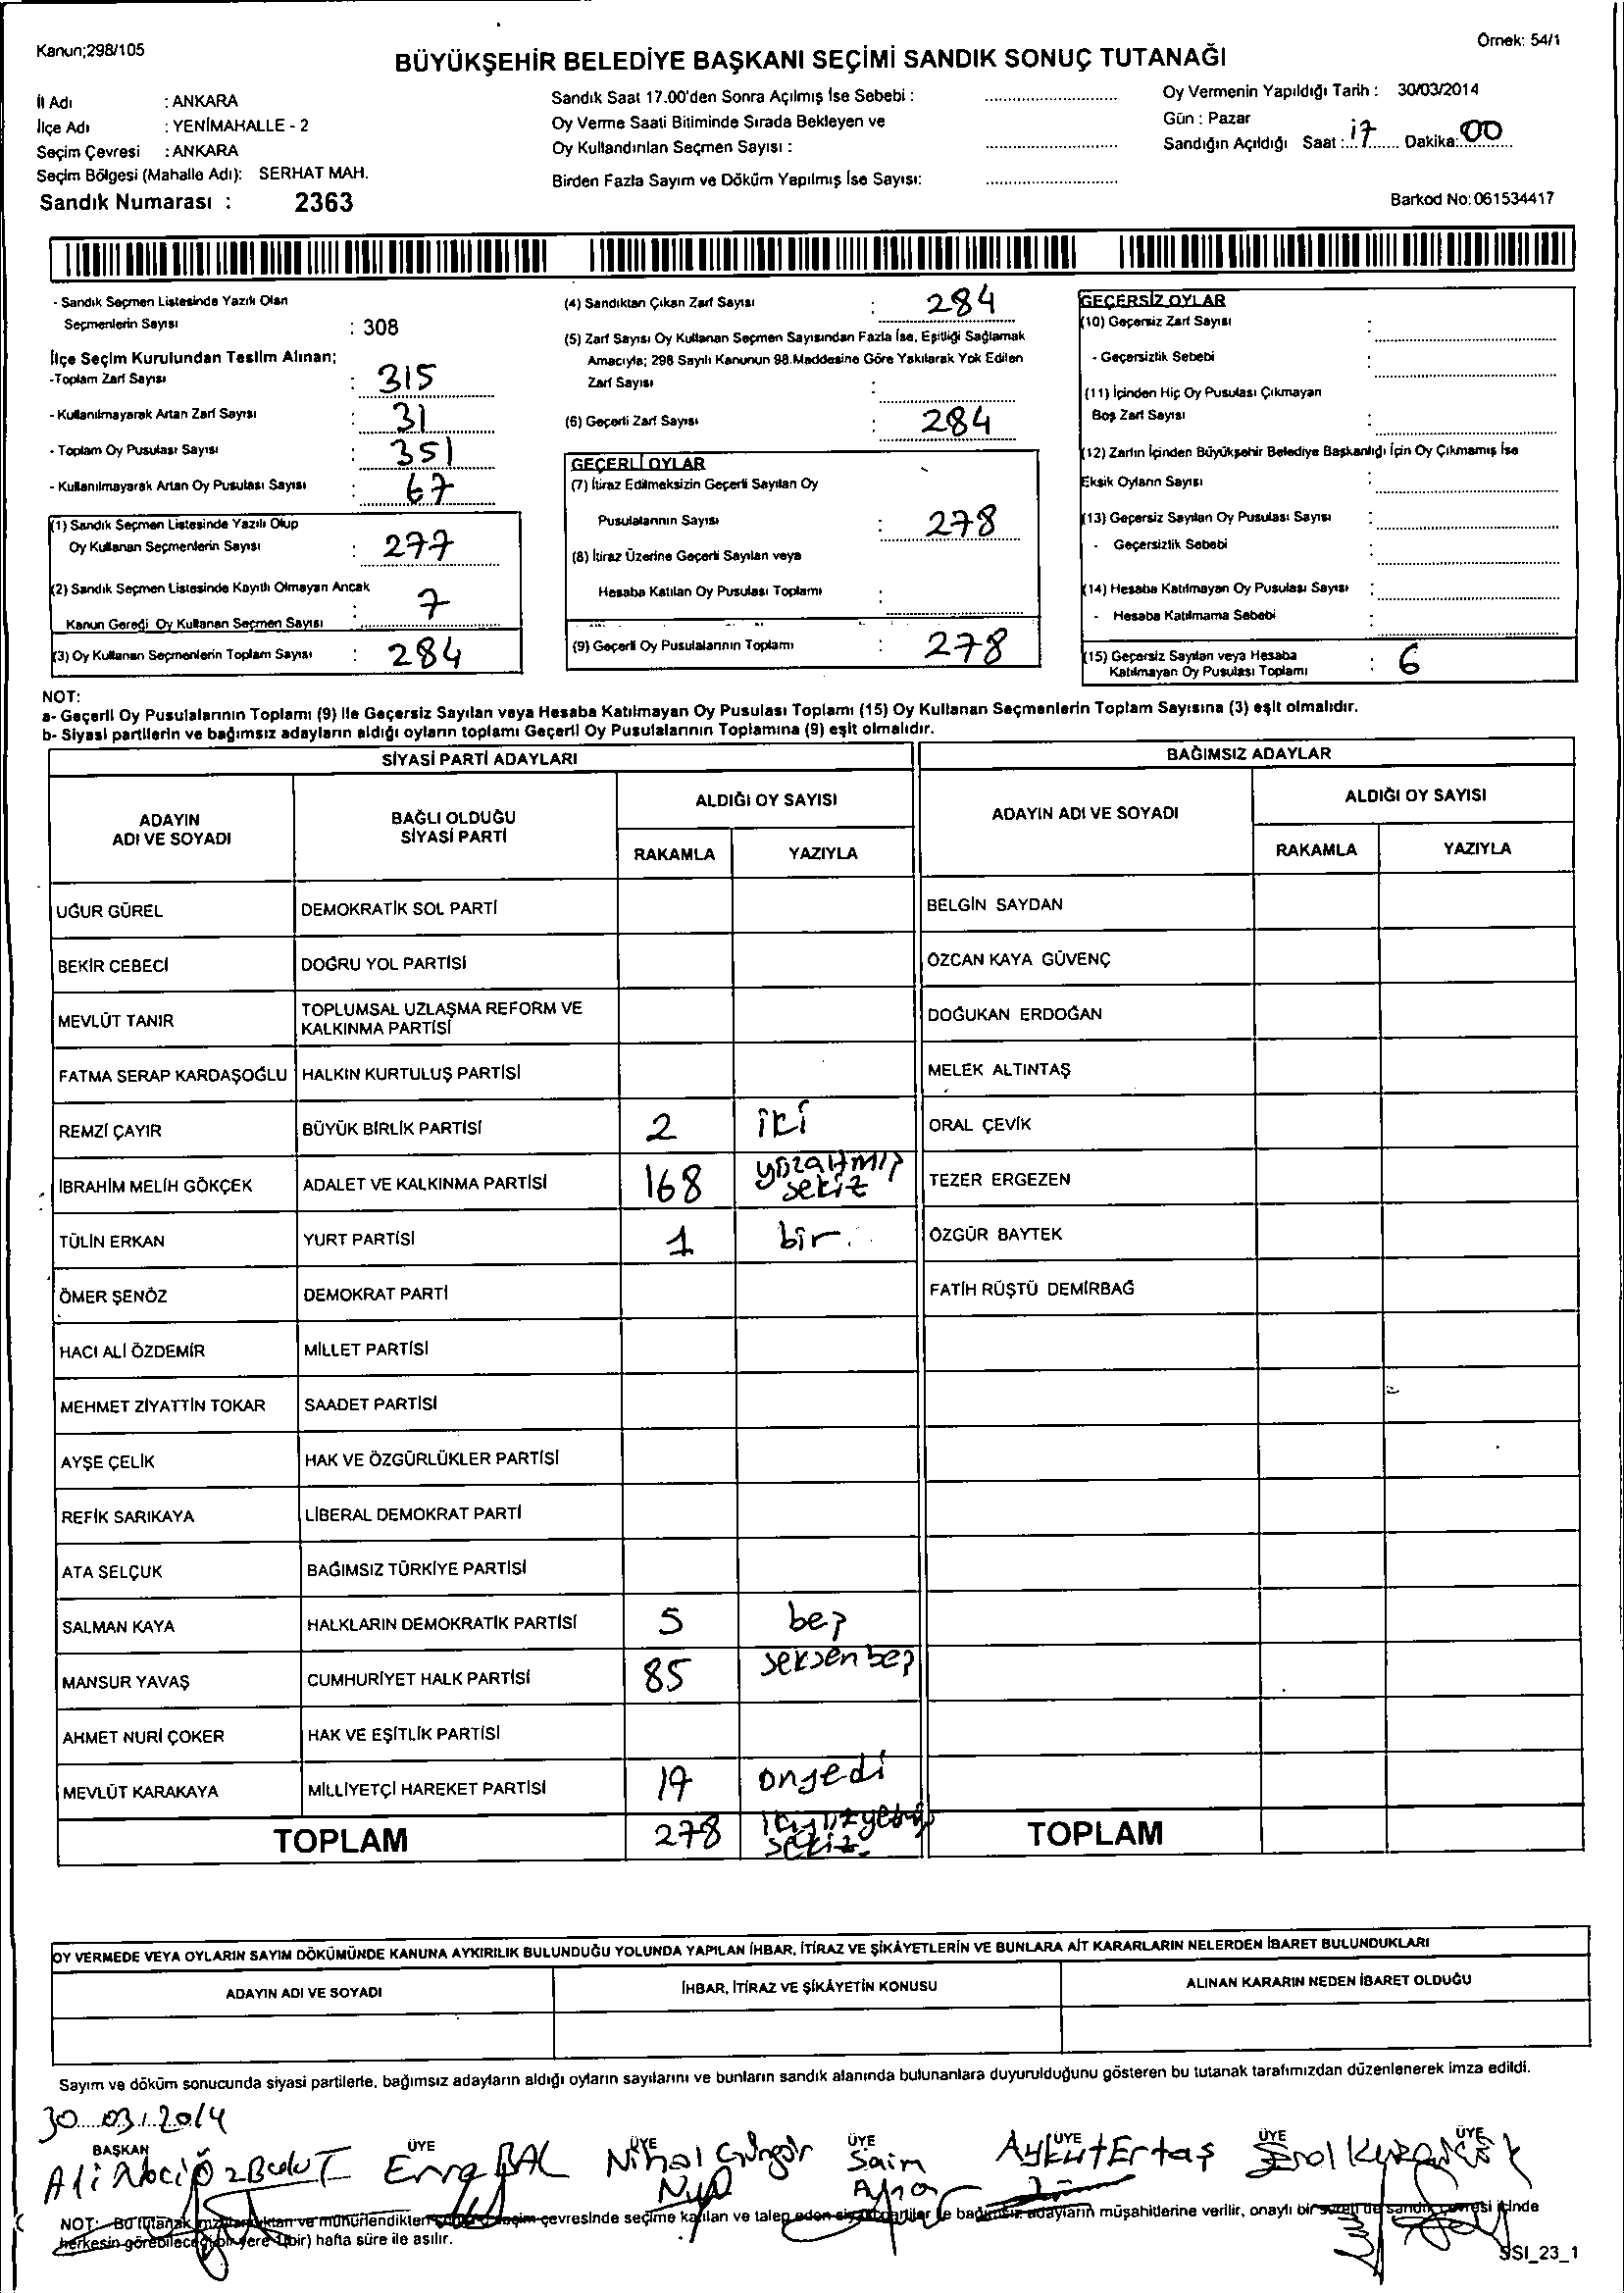 Kanun;298/105
Örnek: 54/1
BÜYÜKŞEHİR BELEDİYE BAŞKANI SEÇİMİ SANDIK SONUÇ TUTANAĞI
İl Adı : ANKARA
İlçe Adı : YENİMAHALLE - 2
Seçim Çevresi : ANKARA
Seçim Bölgesi (Mahalle Adı): SERHAT MAH.
Sandık Numarası : 2363
Sandık Saat 17.00'den Sonra Açılmış İse Sebebi :
Oy Verme Saati Bitiminde Sırada Bekleyen ve
Oy Kullandırılan Seçmen Sayısı :
Birden Fazla Sayım ve Döküm Yapılmış İse Sayısı:
Oy Vermenin Yapıldığı Tarih : 30/03/2014
Gün : Pazar
Sandığın Açıldığı Saat : 17 Dakika: 00
Barkod No: 061534417
- Sandık Seçmen Listesinde Yazılı Olan
Seçmenlerin Sayısı : 308
İlçe Seçim Kurulundan Teslim Alınan;
-Toplam Zarf Sayısı : 315
- Kullanılmayarak Artan Zarf Sayısı : 31
- Toplam Oy Pusulası Sayısı : 351
- Kullanılmayarak Artan Oy Pusulası Sayısı : 67
(1) Sandık Seçmen Listesinde Yazılı Olup
Oy Kullanan Seçmenlerin Sayısı : 277
(2) Sandık Seçmen Listesinde Kayıtlı Olmayan Ancak
Kanun Gereği Oy Kullanan Seçmen Sayısı : 7
(3) Oy Kullanan Seçmenlerin Toplam Sayısı : 284
(4) Sandıktan Çıkan Zarf Sayısı : 284
(5) Zarf Sayısı Oy Kullanan Seçmen Sayısından Fazla İse, Eşitliği Sağlamak
Amacıyla; 298 Sayılı Kanunun 98.Maddesine Göre Yakılarak Yok Edilen
Zarf Sayısı :
(6) Geçerli Zarf Sayısı : 284
GEÇERLİ OYLAR
(7) İtiraz Edilmeksizin Geçerli Sayılan Oy
Pusulalarının Sayısı : 278
(8) İtiraz Üzerine Geçerli Sayılan veya
Hesaba Katılan Oy Pusulası Toplamı :
(9) Geçerli Oy Pusulalarının Toplamı : 278
GEÇERSİZ OYLAR
(10) Geçersiz Zarf Sayısı :
- Geçersizlik Sebebi :
(11) İçinden Hiç Oy Pusulası Çıkmayan
Boş Zarf Sayısı :
(12) Zarfın İçinden Büyükşehir Belediye Başkanlığı İçin Oy Çıkmamış İse
Eksik Oyların Sayısı :
(13) Geçersiz Sayılan Oy Pusulası Sayısı :
- Geçersizlik Sebebi :
(14) Hesaba Katılmayan Oy Pusulası Sayısı :
- Hesaba Katılmama Sebebi :
(15) Geçersiz Sayılan veya Hesaba
Katılmayan Oy Pusulası Toplamı : 6
NOT:
a- Geçerli Oy Pusulalarının Toplamı (9) ile Geçersiz Sayılan veya Hesaba Katılmayan Oy Pusulası Toplamı (15) Oy Kullanan Seçmenlerin Toplam Sayısına (3) eşit olmalıdır.
b- Siyasi partilerin ve bağımsız adayların aldığı oyların toplamı Geçerli Oy Pusulalarının Toplamına (9) eşit olmalıdır.
SİYASİ PARTİ ADAYLARI
BAĞIMSIZ ADAYLAR
ADAYIN ADI VE SOYADI
BAĞLI OLDUĞU SİYASİ PARTİ
ALDIĞI OY SAYISI
RAKAMLA YAZIYLA
ADAYIN ADI VE SOYADI
ALDIĞI OY SAYISI
RAKAMLA YAZIYLA
UĞUR GÜREL DEMOKRATİK SOL PARTİ BELGİN SAYDAN
BEKİR CEBECİ DOĞRU YOL PARTİSİ ÖZCAN KAYA GÜVENÇ
MEVLÜT TANIR TOPLUMSAL UZLAŞMA REFORM VE KALKINMA PARTİSİ DOĞUKAN ERDOĞAN
FATMA SERAP KARDAŞOĞLU HALKIN KURTULUŞ PARTİSİ MELEK ALTINTAŞ
REMZİ ÇAYIR BÜYÜK BİRLİK PARTİSİ 2 iki ORAL ÇEVİK
İBRAHİM MELİH GÖKÇEK ADALET VE KALKINMA PARTİSİ 168 yüzaltmış sekiz TEZER ERGEZEN
TÜLİN ERKAN YURT PARTİSİ 1 bir. ÖZGÜR BAYTEK
ÖMER ŞENÖZ DEMOKRAT PARTİ FATİH RÜŞTÜ DEMİRBAĞ
HACI ALİ ÖZDEMİR MİLLET PARTİSİ
MEHMET ZİYATTİN TOKAR SAADET PARTİSİ
AYŞE ÇELİK HAK VE ÖZGÜRLÜKLER PARTİSİ
REFİK SARIKAYA LİBERAL DEMOKRAT PARTİ
ATA SELÇUK BAĞIMSIZ TÜRKİYE PARTİSİ
SALMAN KAYA HALKLARIN DEMOKRATİK PARTİSİ 5 beş
MANSUR YAVAŞ CUMHURİYET HALK PARTİSİ 85 seksenbeş
AHMET NURİ ÇOKER HAK VE EŞİTLİK PARTİSİ
MEVLÜT KARAKAYA MİLLİYETÇİ HAREKET PARTİSİ 17 onyedi
TOPLAM 278 ikiyüzyetmiş sekiz. TOPLAM
OY VERMEDE VEYA OYLARIN SAYIM DÖKÜMÜNDE KANUNA AYKIRILIK BULUNDUĞU YOLUNDA YAPILAN İHBAR, İTİRAZ VE ŞİKÂYETLERİN VE BUNLARA AİT KARARLARIN NELERDEN İBARET BULUNDUKLARI
ADAYIN ADI VE SOYADI İHBAR, İTİRAZ VE ŞİKÂYETİN KONUSU ALINAN KARARIN NEDEN İBARET OLDUĞU
Sayım ve döküm sonucunda siyasi partilerle, bağımsız adayların aldığı oyların sayılarını ve bunların sandık alanında bulunanlara duyurulduğunu gösteren bu tutanak tarafımızdan düzenlenerek imza edildi.
30.03.2014
BAŞKAN ÜYE ÜYE ÜYE ÜYE ÜYE ÜYE
Ali Özbulut Emre BAL Nihal Güngör Saim Aykut Ertaş Erol
NOT: Bu tutanak ve mühürlendikten seçim çevresinde seçime katılan ve talep eden siyasi partiler ile bağımsız adayların müşahitlerine verilir, onaylı bir sureti de sandık çevresi içinde
herkesin görebileceği bir yere (bir) hafta süre ile asılır.
SSI_23_1